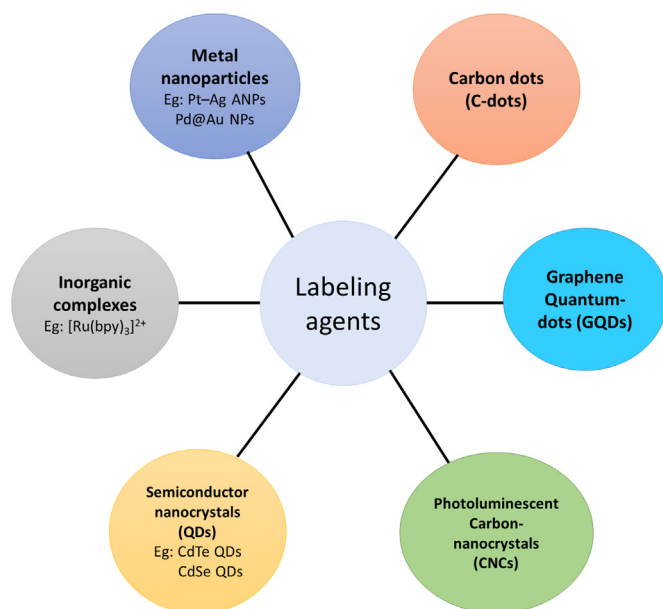 Metal
nanoparticles
Eg: Pt–Ag ANPs
Pd@Au NPs
Carbon dots
(C-dots)
Inorganic
complexes
Eg: [Ru(bpy)₃]²⁺
Labeling
agents
Graphene
Quantum-
dots (GQDs)
Semiconductor
nanocrystals
(QDs)
Eg: CdTe QDs
CdSe QDs
Photoluminescent
Carbon-
nanocrystals
(CNCs)